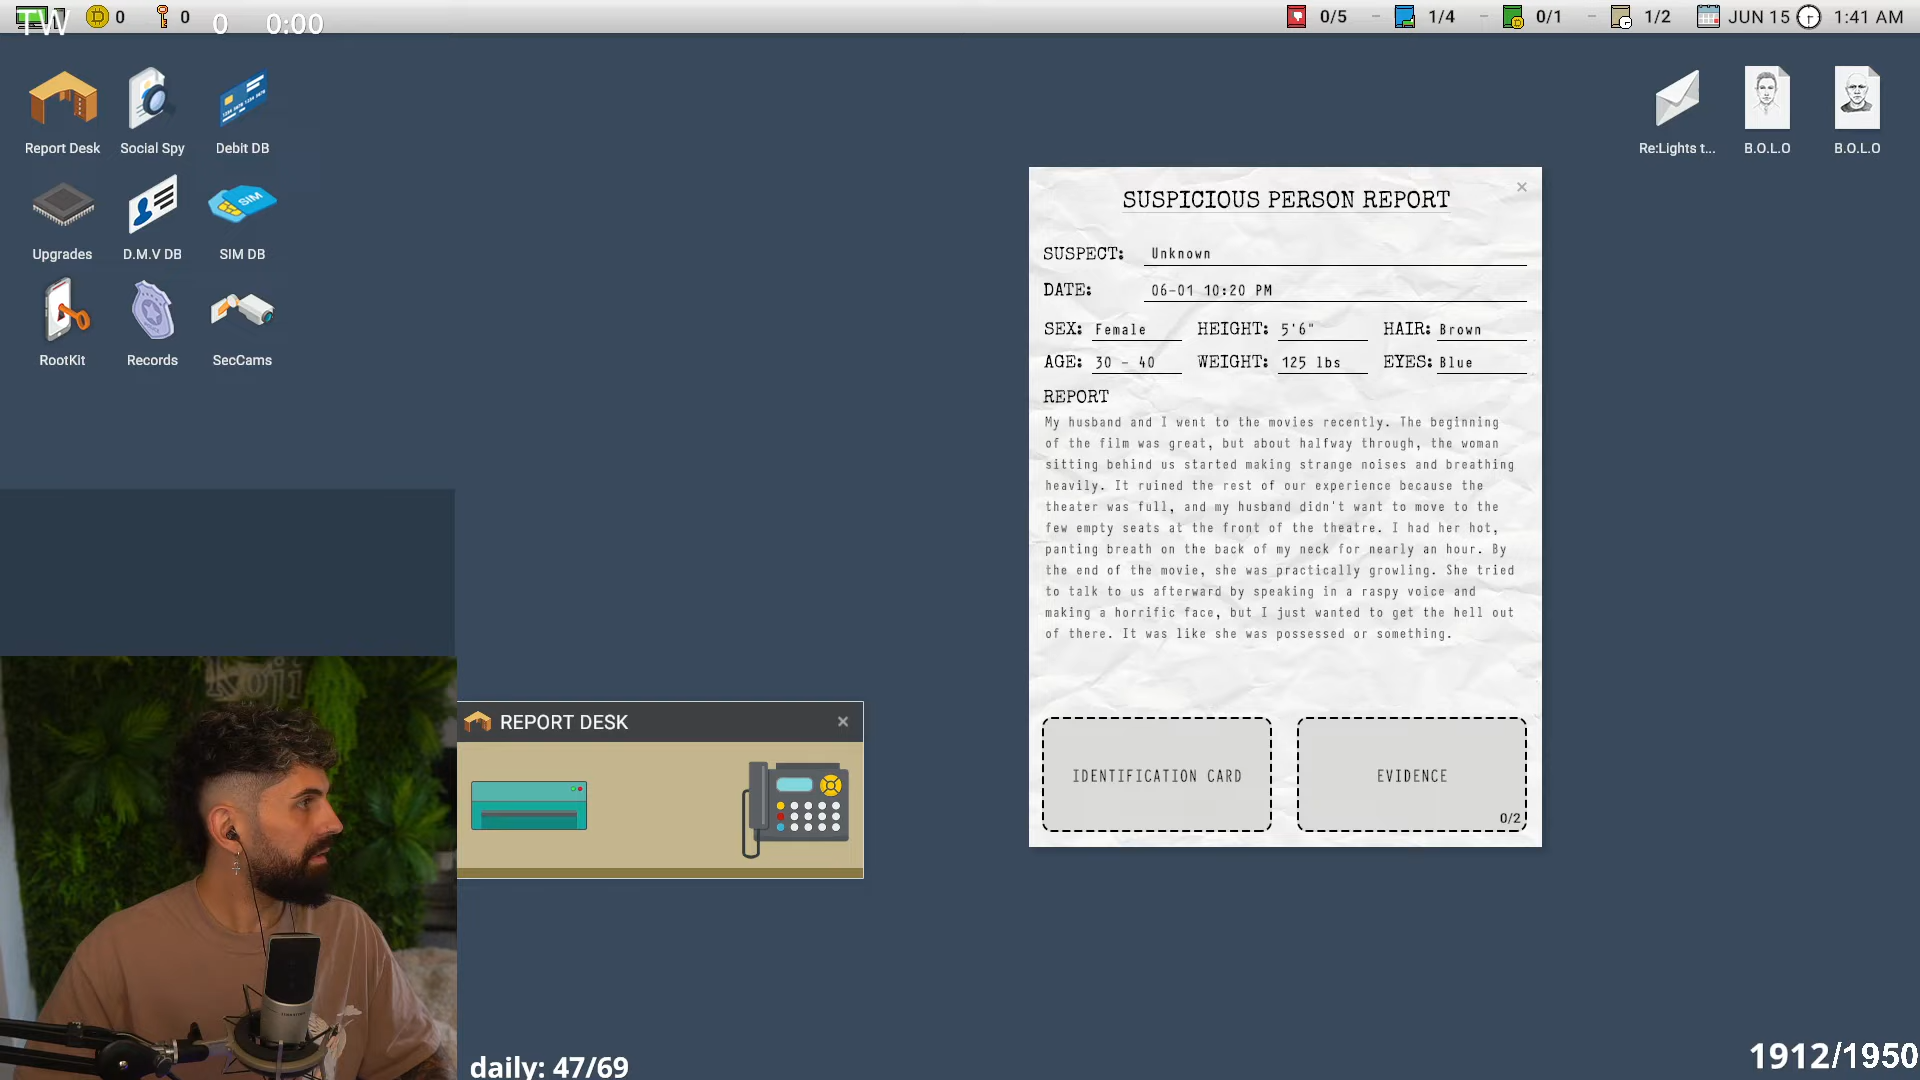 TW
0
0
0
0:00
0/5
1/4
0/1
1/2
JUN 15
1:41 AM
Report Desk
Social Spy
Debit DB
Re:Lights t...
B.O.L.O
B.O.L.O
SIM
Upgrades
D.M.V DB
SIM DB
RootKit
Records
SecCams
SUSPICIOUS PERSON REPORT
SUSPECT: Unknown
DATE: 06-01 10:20 PM
SEX: Female HEIGHT: 5'6" HAIR: Brown
AGE: 30 - 40 WEIGHT: 125 lbs EYES: Blue
REPORT
My husband and I went to the movies recently. The beginning
of the film was great, but about halfway through, the woman
sitting behind us started making strange noises and breathing
heavily. It ruined the rest of our experience because the
theater was full, and my husband didn't want to move to the
few empty seats at the front of the theatre. I had her hot,
panting breath on the back of my neck for nearly an hour. By
the end of the movie, she was practically growling. She tried
to talk to us afterward by speaking in a raspy voice and
making a horrific face, but I just wanted to get the hell out
of there. It was like she was possessed or something.
IDENTIFICATION CARD
EVIDENCE
0/2
Koji
REPORT DESK
daily: 47/69
1912/1950